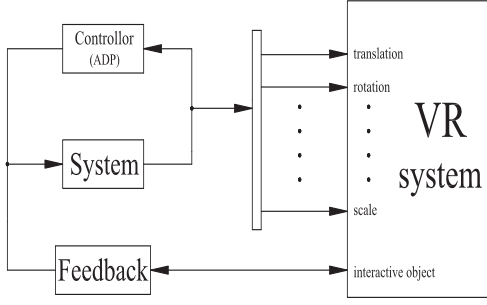 Controllor
(ADP)
System
Feedback
translation
rotation
VR
system
scale
interactive object